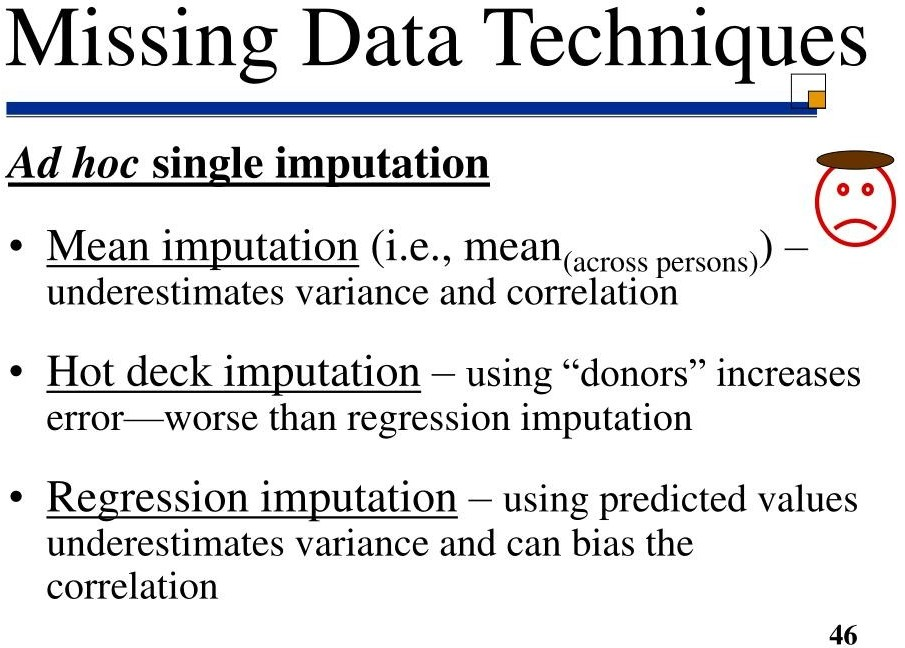 Missing Data Techniques
Ad hoc single imputation
• Mean imputation (i.e., mean(across persons)) –
underestimates variance and correlation
• Hot deck imputation – using “donors” increases
error—worse than regression imputation
• Regression imputation – using predicted values
underestimates variance and can bias the
correlation
46